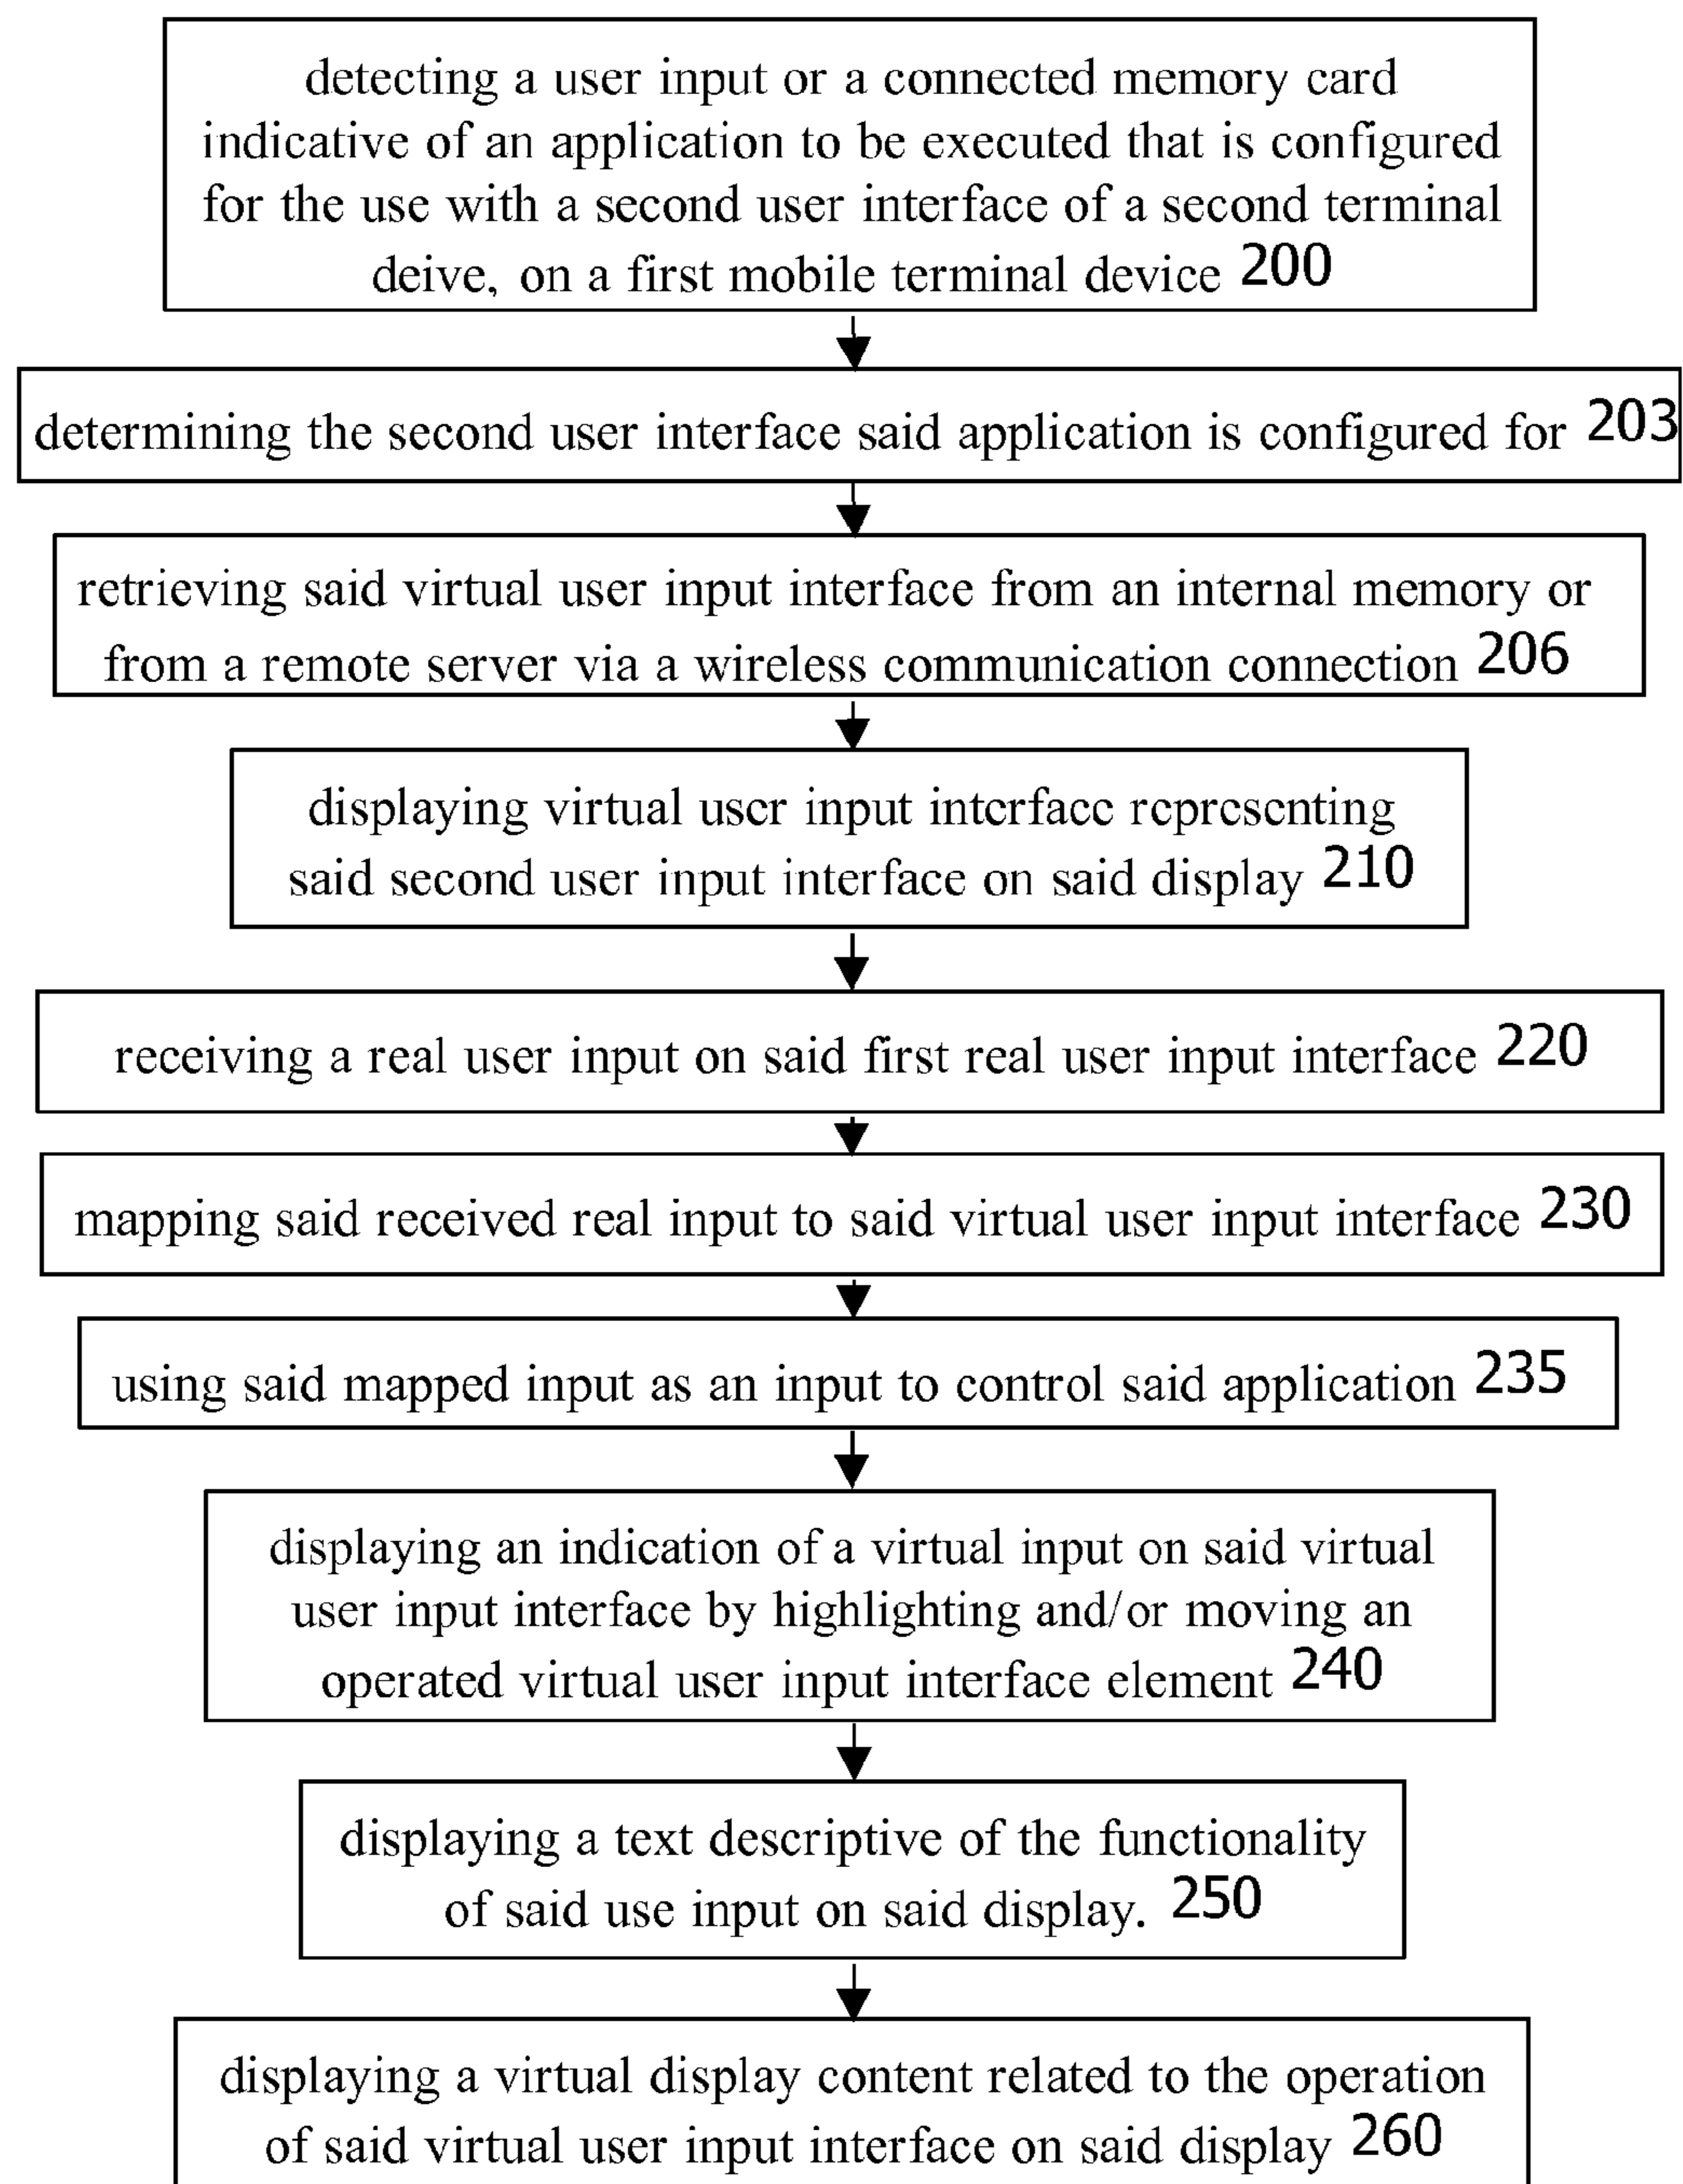 detecting a user input or a connected memory card
indicative of an application to be executed that is configured
for the use with a second user interface of a second terminal
deive, on a first mobile terminal device 200
determining the second user interface said application is configured for 203
retrieving said virtual user input interface from an internal memory or
from a remote server via a wireless communication connection 206
displaying virtual user input interface representing
said second user input interface on said display 210
receiving a real user input on said first real user input interface 220
mapping said received real input to said virtual user input interface 230
using said mapped input as an input to control said application 235
displaying an indication of a virtual input on said virtual
user input interface by highlighting and/or moving an
operated virtual user input interface element 240
displaying a text descriptive of the functionality
of said use input on said display. 250
displaying a virtual display content related to the operation
of said virtual user input interface on said display 260